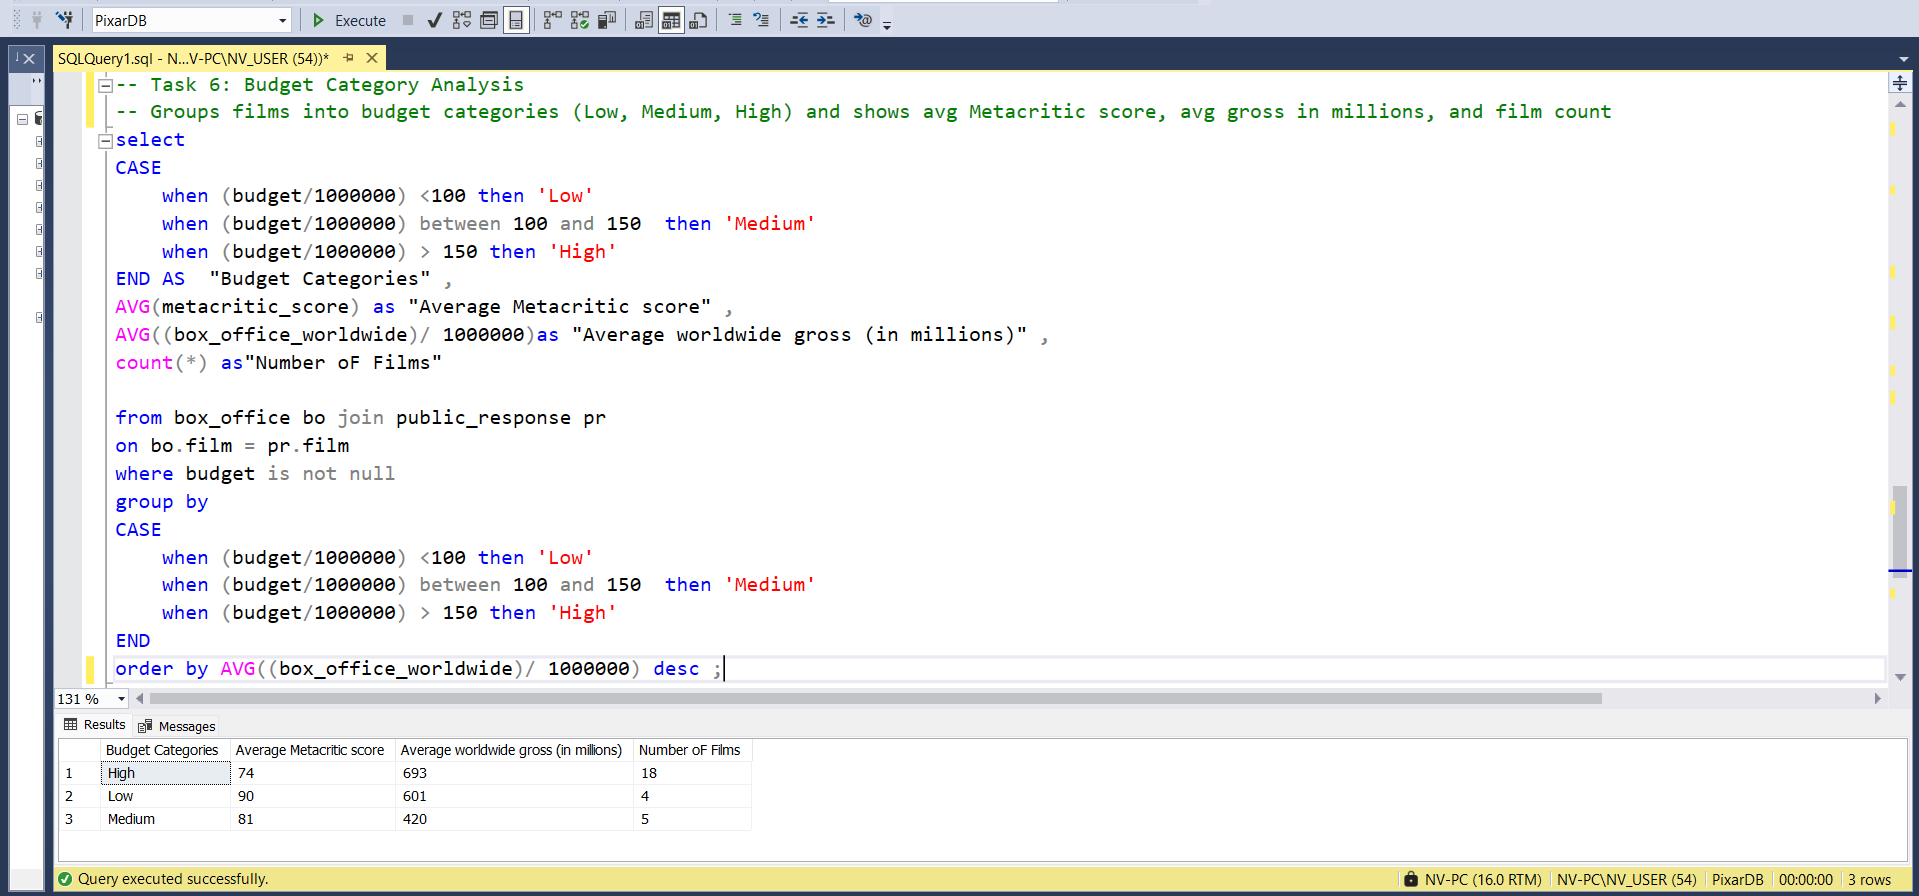 PixarDB Execute
SQLQuery1.sql - N...V-PC\NV_USER (54))*
-- Task 6: Budget Category Analysis
-- Groups films into budget categories (Low, Medium, High) and shows avg Metacritic score, avg gross in millions, and film count
select
CASE
    when (budget/1000000) <100 then 'Low'
    when (budget/1000000) between 100 and 150  then 'Medium'
    when (budget/1000000) > 150 then 'High'
END AS  "Budget Categories" ,
AVG(metacritic_score) as "Average Metacritic score" ,
AVG((box_office_worldwide)/ 1000000)as "Average worldwide gross (in millions)" ,
count(*) as"Number oF Films"
from box_office bo join public_response pr
on bo.film = pr.film
where budget is not null
group by
CASE
    when (budget/1000000) <100 then 'Low'
    when (budget/1000000) between 100 and 150  then 'Medium'
    when (budget/1000000) > 150 then 'High'
END
order by AVG((box_office_worldwide)/ 1000000) desc ;
131 %
Results Messages
Budget Categories Average Metacritic score Average worldwide gross (in millions) Number oF Films
1 High 74 693 18
2 Low 90 601 4
3 Medium 81 420 5
Query executed successfully. NV-PC (16.0 RTM) NV-PC\NV_USER (54) PixarDB 00:00:00 3 rows